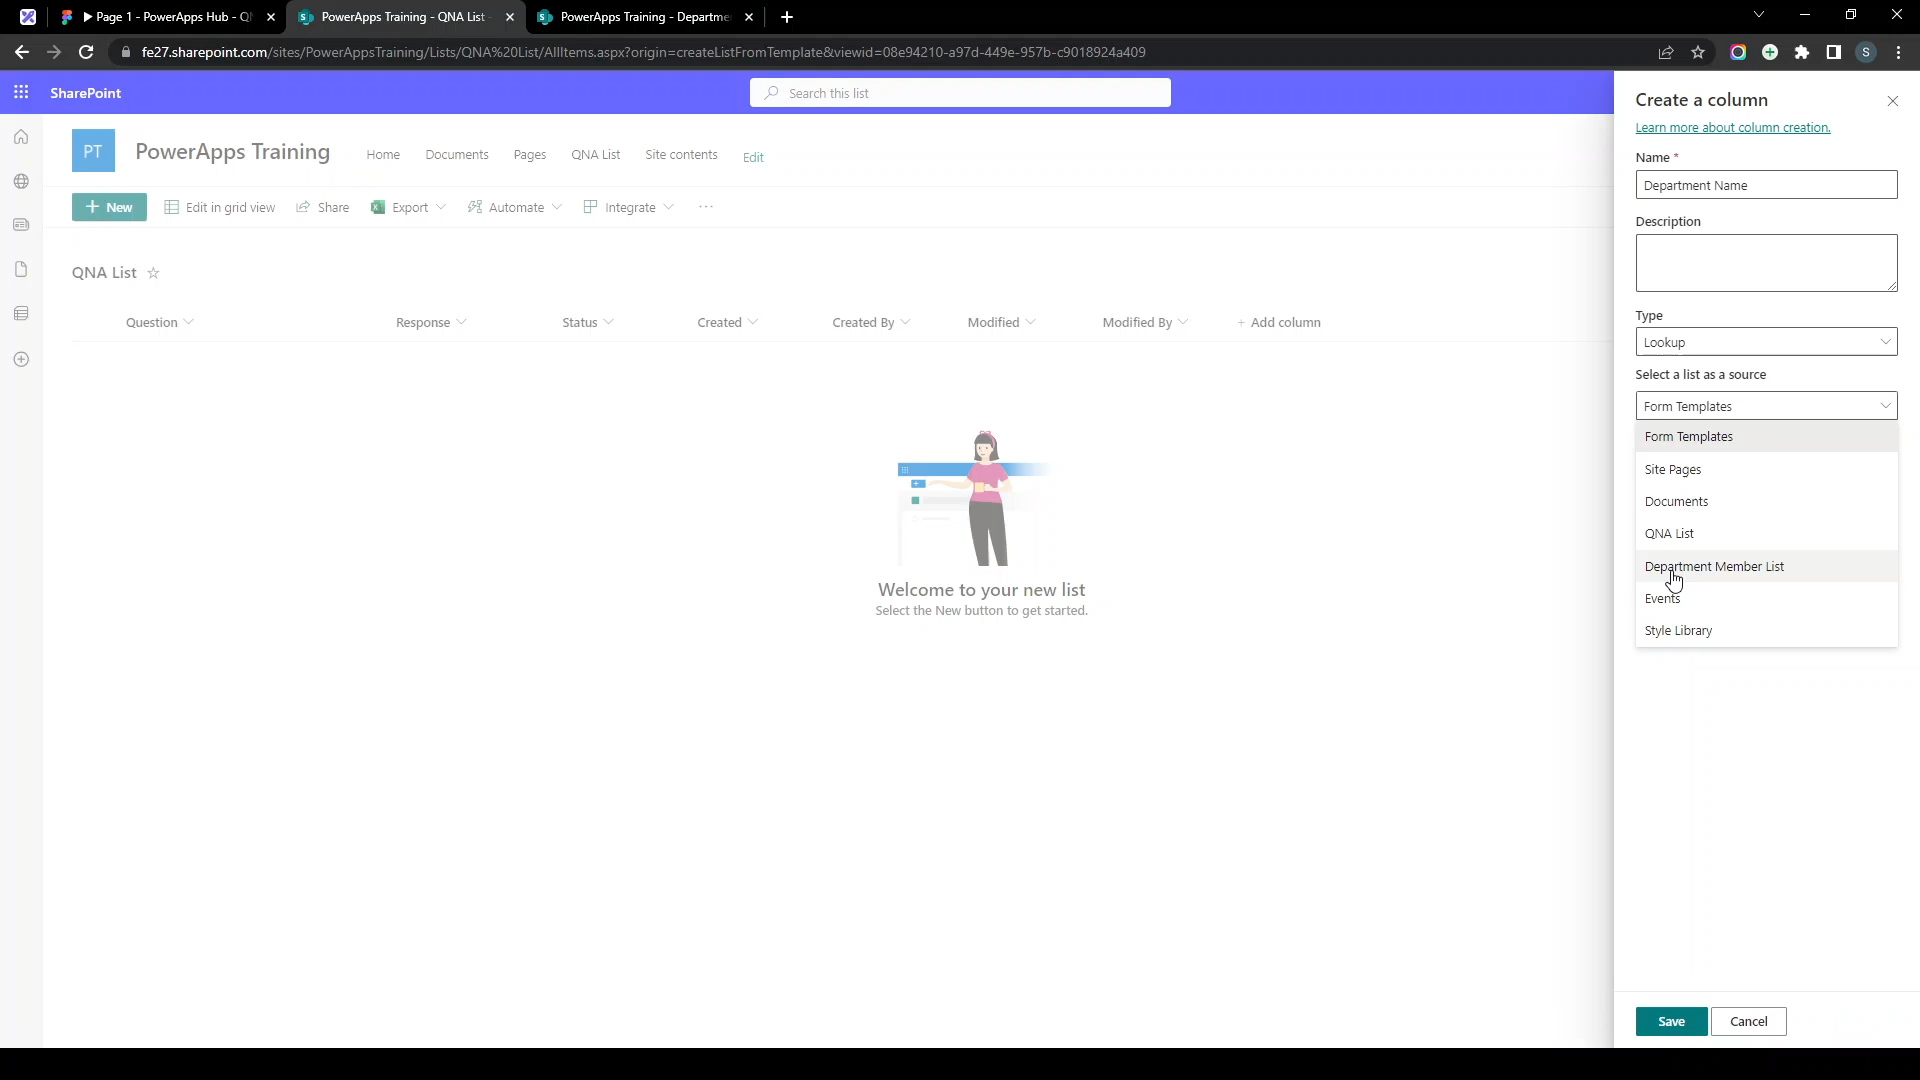 ▶ Page 1 - PowerApps Hub - Q
PowerApps Training - QNA List -
PowerApps Training - Departme
fe27.sharepoint.com/sites/PowerAppsTraining/Lists/QNA%20List/AllItems.aspx?origin=createListFromTemplate&viewid=08e94210-a97d-449e-957b-c9018924a409
S
SharePoint
Search this list
PT
PowerApps Training
Home
Documents
Pages
QNA List
Site contents
Edit
New
Edit in grid view
Share
Export
Automate
Integrate
QNA List
Question
Response
Status
Created
Created By
Modified
Modified By
+ Add column
Welcome to your new list
Select the New button to get started.
Create a column
Learn more about column creation.
Name *
Department Name
Description
Type
Lookup
Select a list as a source
Form Templates
Form Templates
Site Pages
Documents
QNA List
Department Member List
Events
Style Library
Save
Cancel